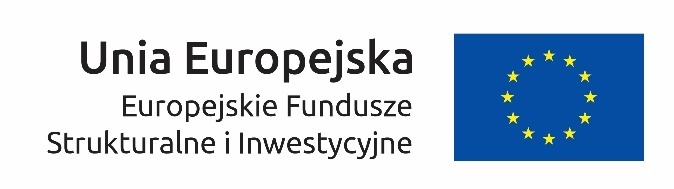 Unia Europejska
Europejskie Fundusze
Strukturalne i Inwestycyjne